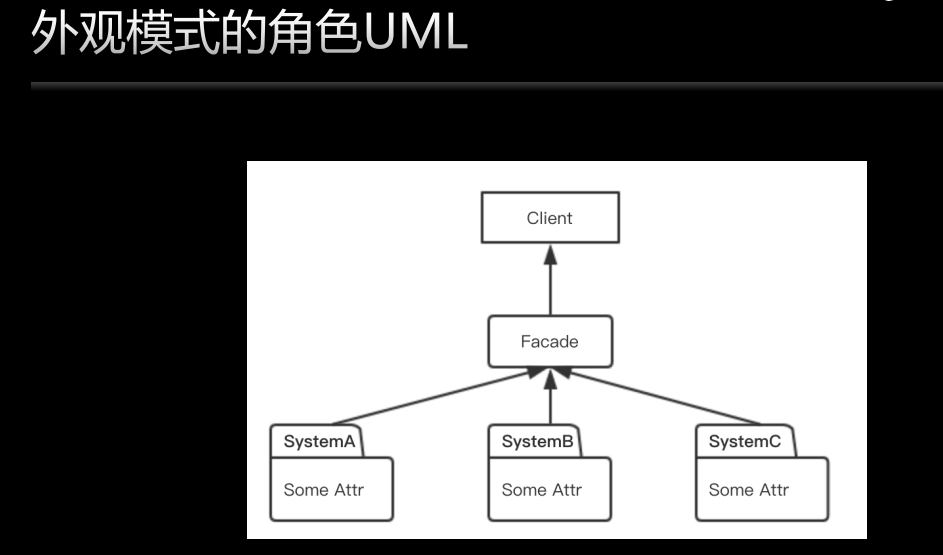 外观模式的角色UML
Client
Facade
SystemA
SystemB
SystemC
Some Attr
Some Attr
Some Attr